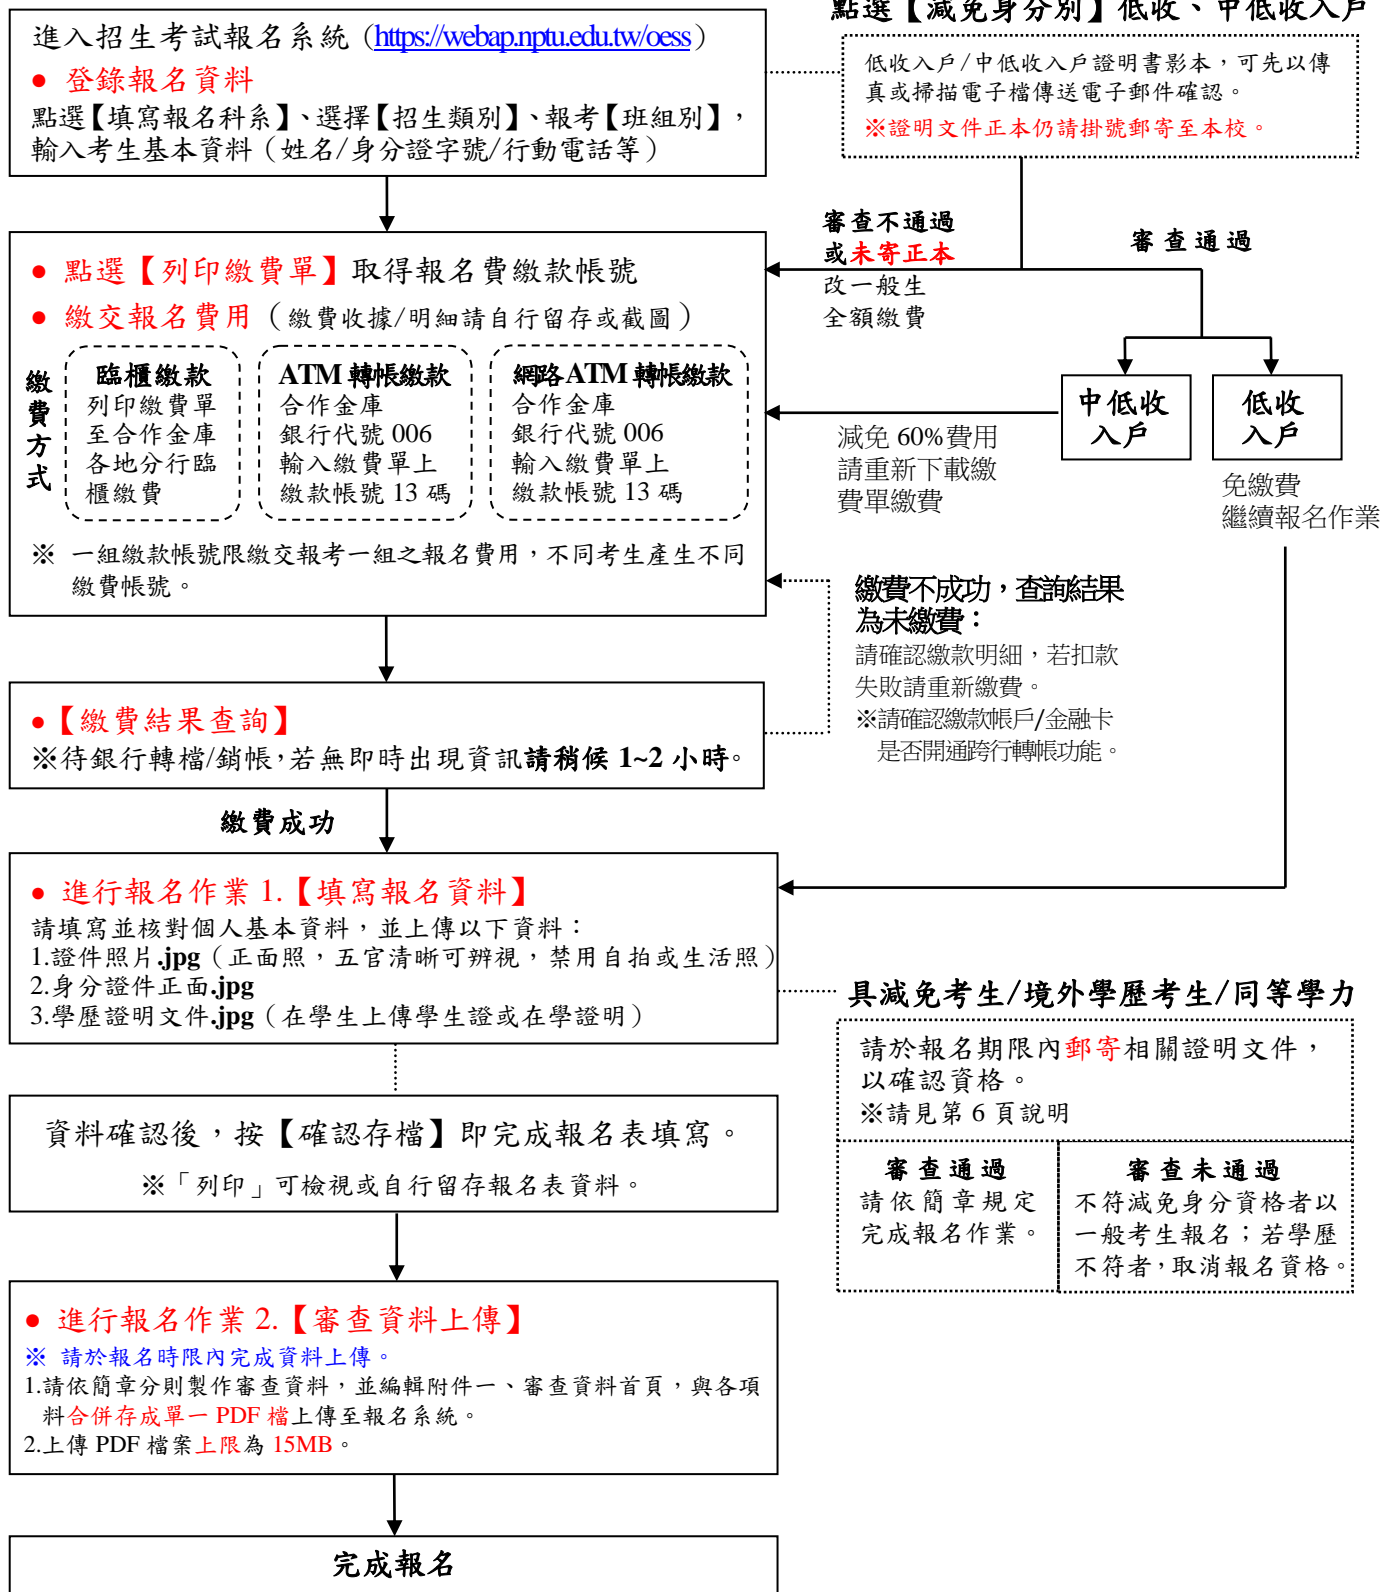 點選【減免身分別】低收、中低收入戶
進入招生考試報名系統（https://webap.nptu.edu.tw/oess）
● 登錄報名資料
點選【填寫報名科系】、選擇【招生類別】、報考【班組別】，
輸入考生基本資料（姓名/身分證字號/行動電話等）
低收入戶/中低收入戶證明書影本，可先以傳
真或掃描電子檔傳送電子郵件確認。
※證明文件正本仍請掛號郵寄至本校。
審查不通過
或未寄正本
改一般生
全額繳費
審查通過
● 點選【列印繳費單】取得報名費繳款帳號
● 繳交報名費用（繳費收據/明細請自行留存或截圖）
繳費方式
臨櫃繳款
列印繳費單
至合作金庫
各地分行臨
櫃繳費
ATM 轉帳繳款
合作金庫
銀行代號 006
輸入繳費單上
繳款帳號 13 碼
網路 ATM 轉帳繳款
合作金庫
銀行代號 006
輸入繳費單上
繳款帳號 13 碼
※ 一組繳款帳號限繳交報考一組之報名費用，不同考生產生不同
繳費帳號。
中低收
入戶
低收
入戶
減免 60%費用
請重新下載繳
費單繳費
免繳費
繼續報名作業
繳費不成功，查詢結果
為未繳費：
請確認繳款明細，若扣款
失敗請重新繳費。
※請確認繳款帳戶/金融卡
是否開通跨行轉帳功能。
●【繳費結果查詢】
※待銀行轉檔/銷帳，若無即時出現資訊請稍候 1~2 小時。
繳費成功
● 進行報名作業 1.【填寫報名資料】
請填寫並核對個人基本資料，並上傳以下資料：
1.證件照片.jpg（正面照，五官清晰可辨視，禁用自拍或生活照）
2.身分證件正面.jpg
3.學歷證明文件.jpg（在學生上傳學生證或在學證明）
具減免考生/境外學歷考生/同等學力
請於報名期限內郵寄相關證明文件，
以確認資格。
※請見第 6 頁說明
審查通過
請依簡章規定
完成報名作業。
審查未通過
不符減免身分資格者以
一般考生報名；若學歷
不符者，取消報名資格。
資料確認後，按【確認存檔】即完成報名表填寫。
※「列印」可檢視或自行留存報名表資料。
● 進行報名作業 2.【審查資料上傳】
※ 請於報名時限內完成資料上傳。
1.請依簡章分則製作審查資料，並編輯附件一、審查資料首頁，與各項
料合併存成單一 PDF 檔上傳至報名系統。
2.上傳 PDF 檔案上限為 15MB。
完成報名